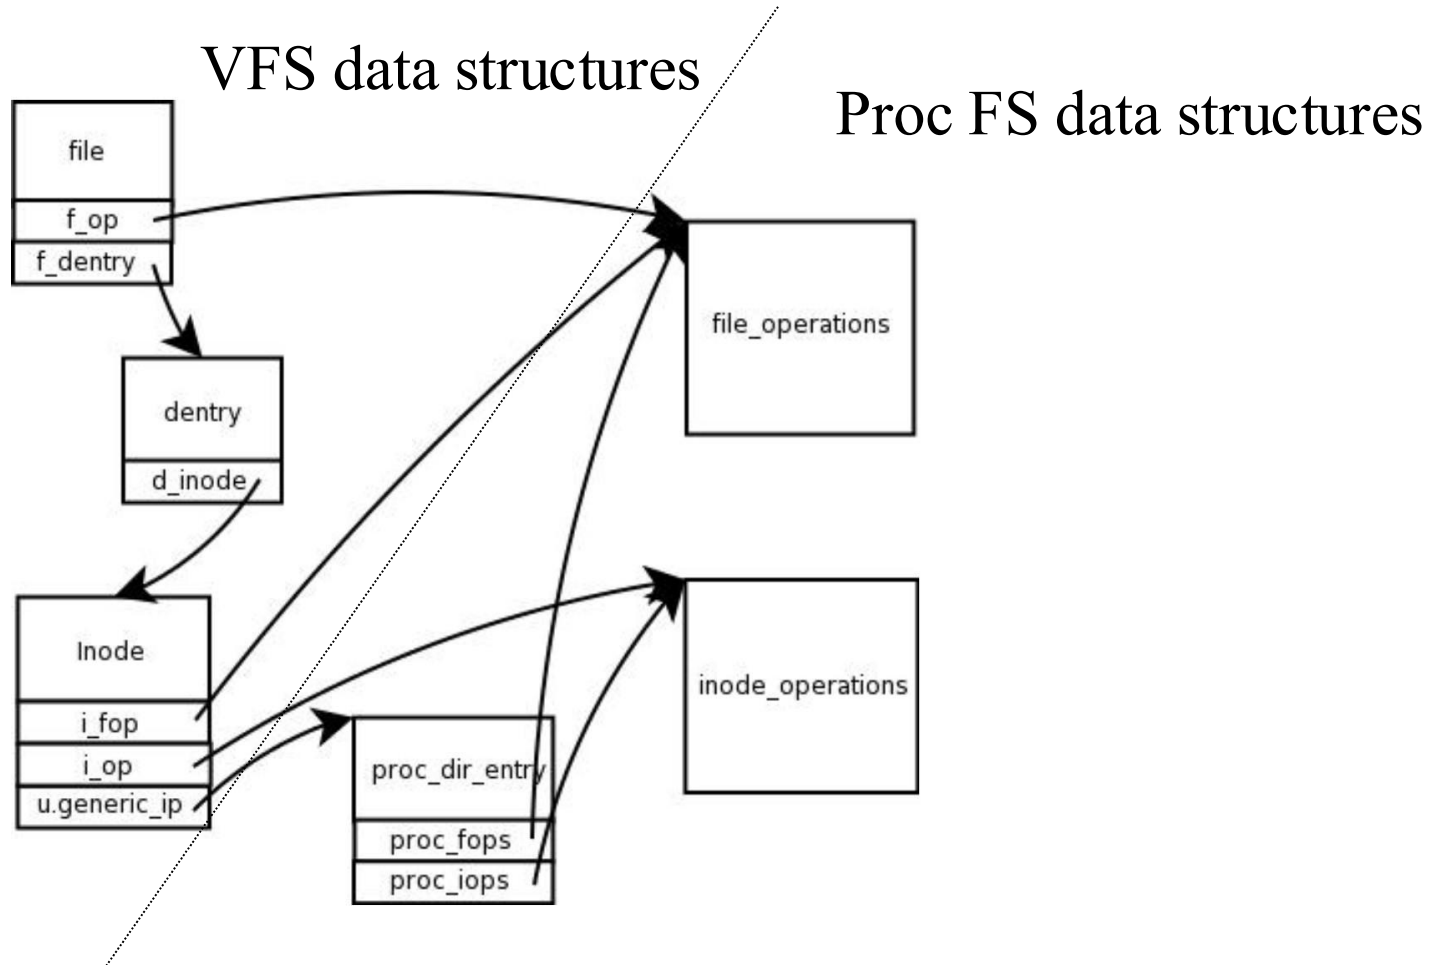 VFS data structures
Proc FS data structures
file
f_op
f_dentry
file_operations
dentry
d_inode
Inode
i_fop
i_op
u.generic_ip
inode_operations
proc_dir_entry
proc_fops
proc_iops